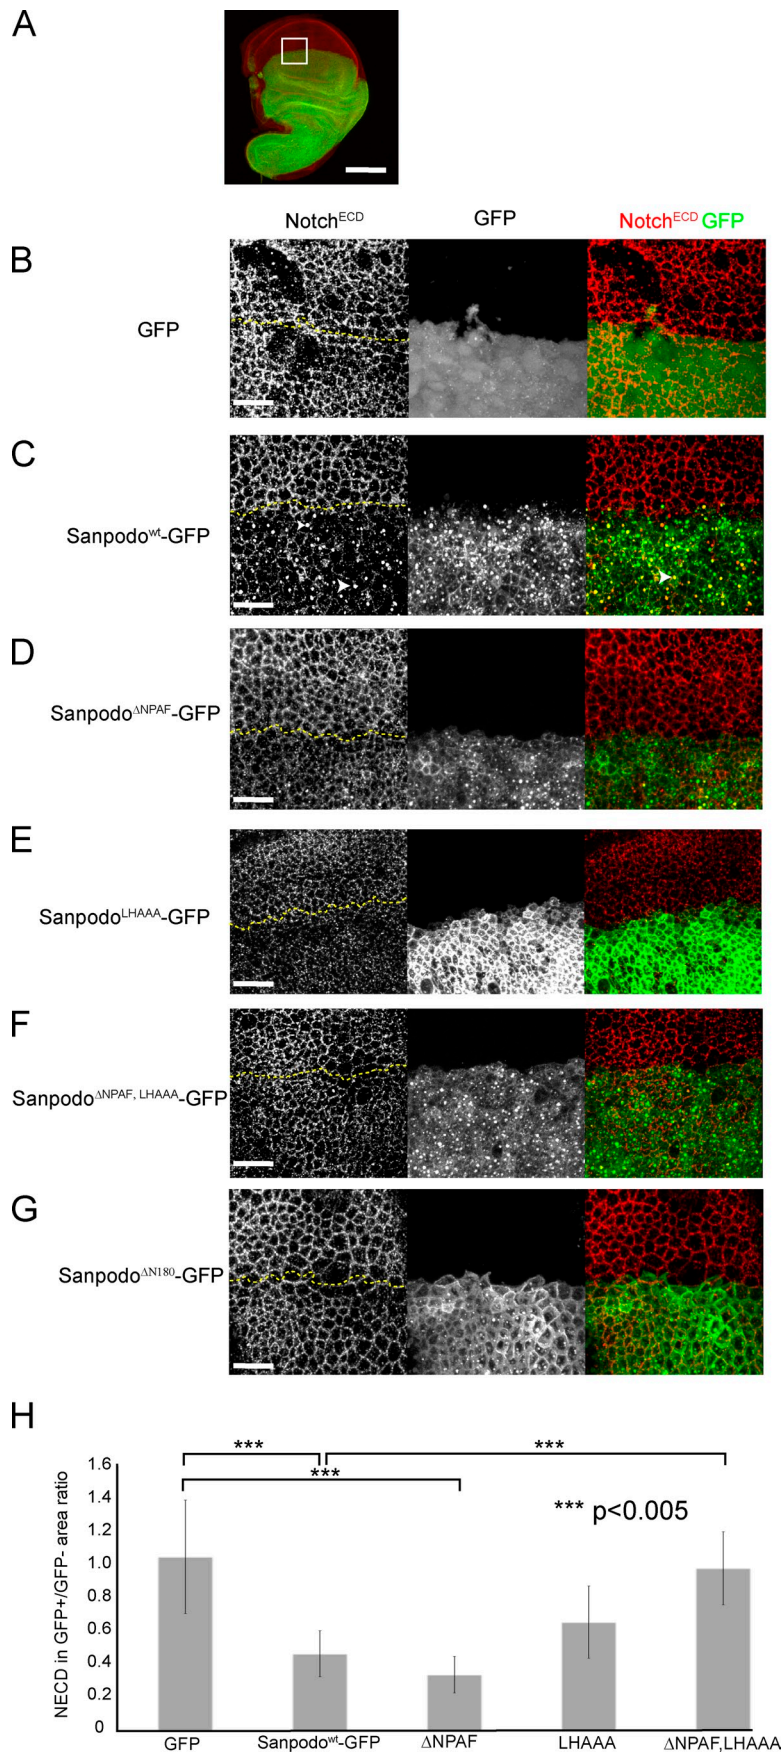 A
Notch^ECD GFP Notch^ECD GFP
B
GFP
C
Sanpodo^wt-GFP
D
Sanpodo^ΔNPAF-GFP
E
Sanpodo^LHAAA-GFP
F
Sanpodo^ΔNPAF, LHAAA-GFP
G
Sanpodo^ΔN180-GFP
H
NECD in GFP+/GFP- area ratio
1.6
1.4
1.2
1.0
0.8
0.6
0.4
0.2
0
*** ***
***
*** p<0.005
GFP Sanpodo^wt-GFP ΔNPAF LHAAA ΔNPAF,LHAAA